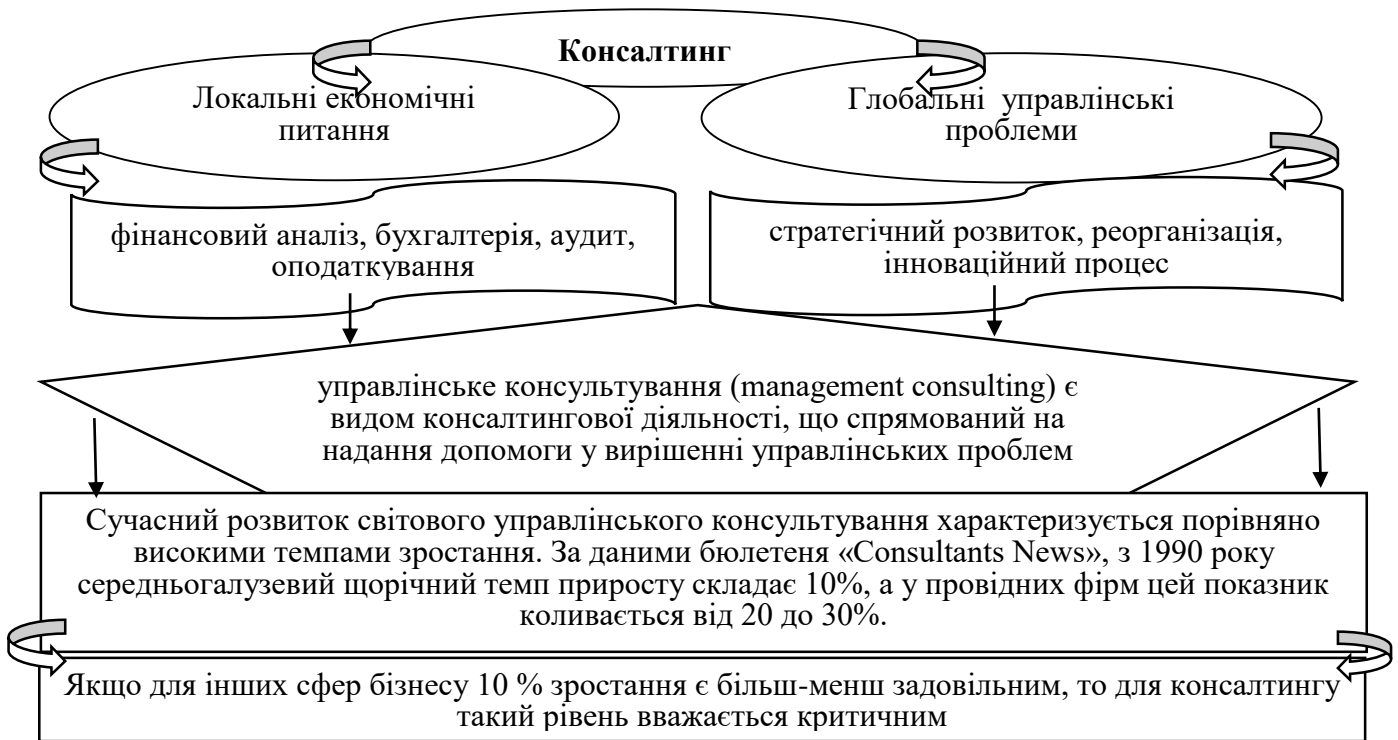 Консалтинг
Локальні економічні
питання
Глобальні управлінські
проблеми
фінансовий аналіз, бухгалтерія, аудит,
оподаткування
стратегічний розвиток, реорганізація,
інноваційний процес
управлінське консультування (management consulting) є
видом консалтингової діяльності, що спрямований на
надання допомоги у вирішенні управлінських проблем
Сучасний розвиток світового управлінського консультування характеризується порівняно
високими темпами зростання. За даними бюлетеня «Consultants News», з 1990 року
середньогалузевий щорічний темп приросту складає 10%, а у провідних фірм цей показник
коливається від 20 до 30%.
Якщо для інших сфер бізнесу 10 % зростання є більш-менш задовільним, то для консалтингу
такий рівень вважається критичним